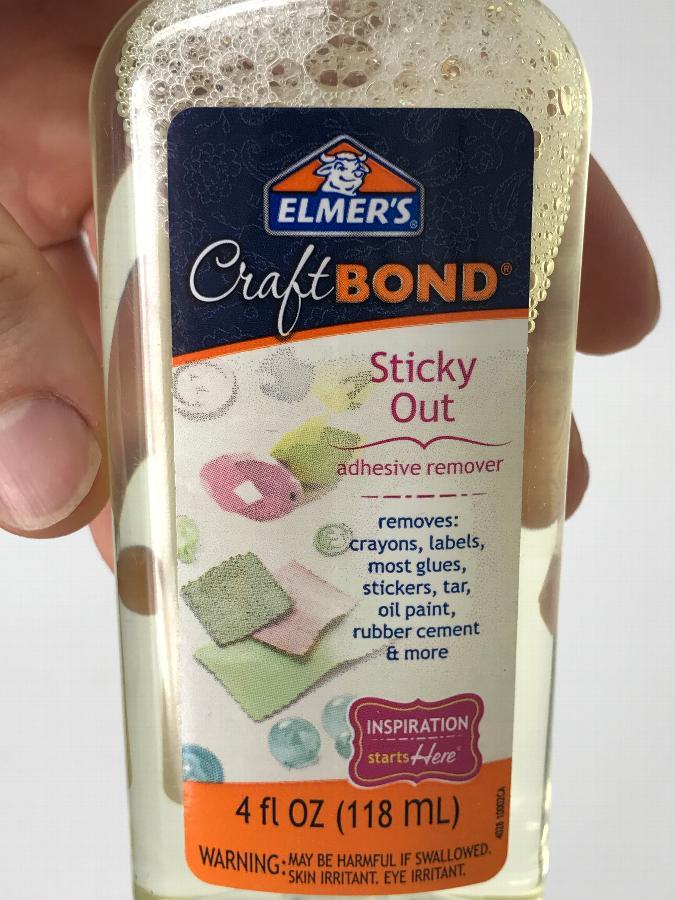 ELMER'S®
CraftBOND®
Sticky
Out
adhesive remover
removes:
crayons, labels,
most glues,
stickers, tar,
oil paint,
rubber cement
& more
INSPIRATION
starts Here
4 fl OZ (118 mL)
WARNING: MAY BE HARMFUL IF SWALLOWED.
SKIN IRRITANT. EYE IRRITANT.